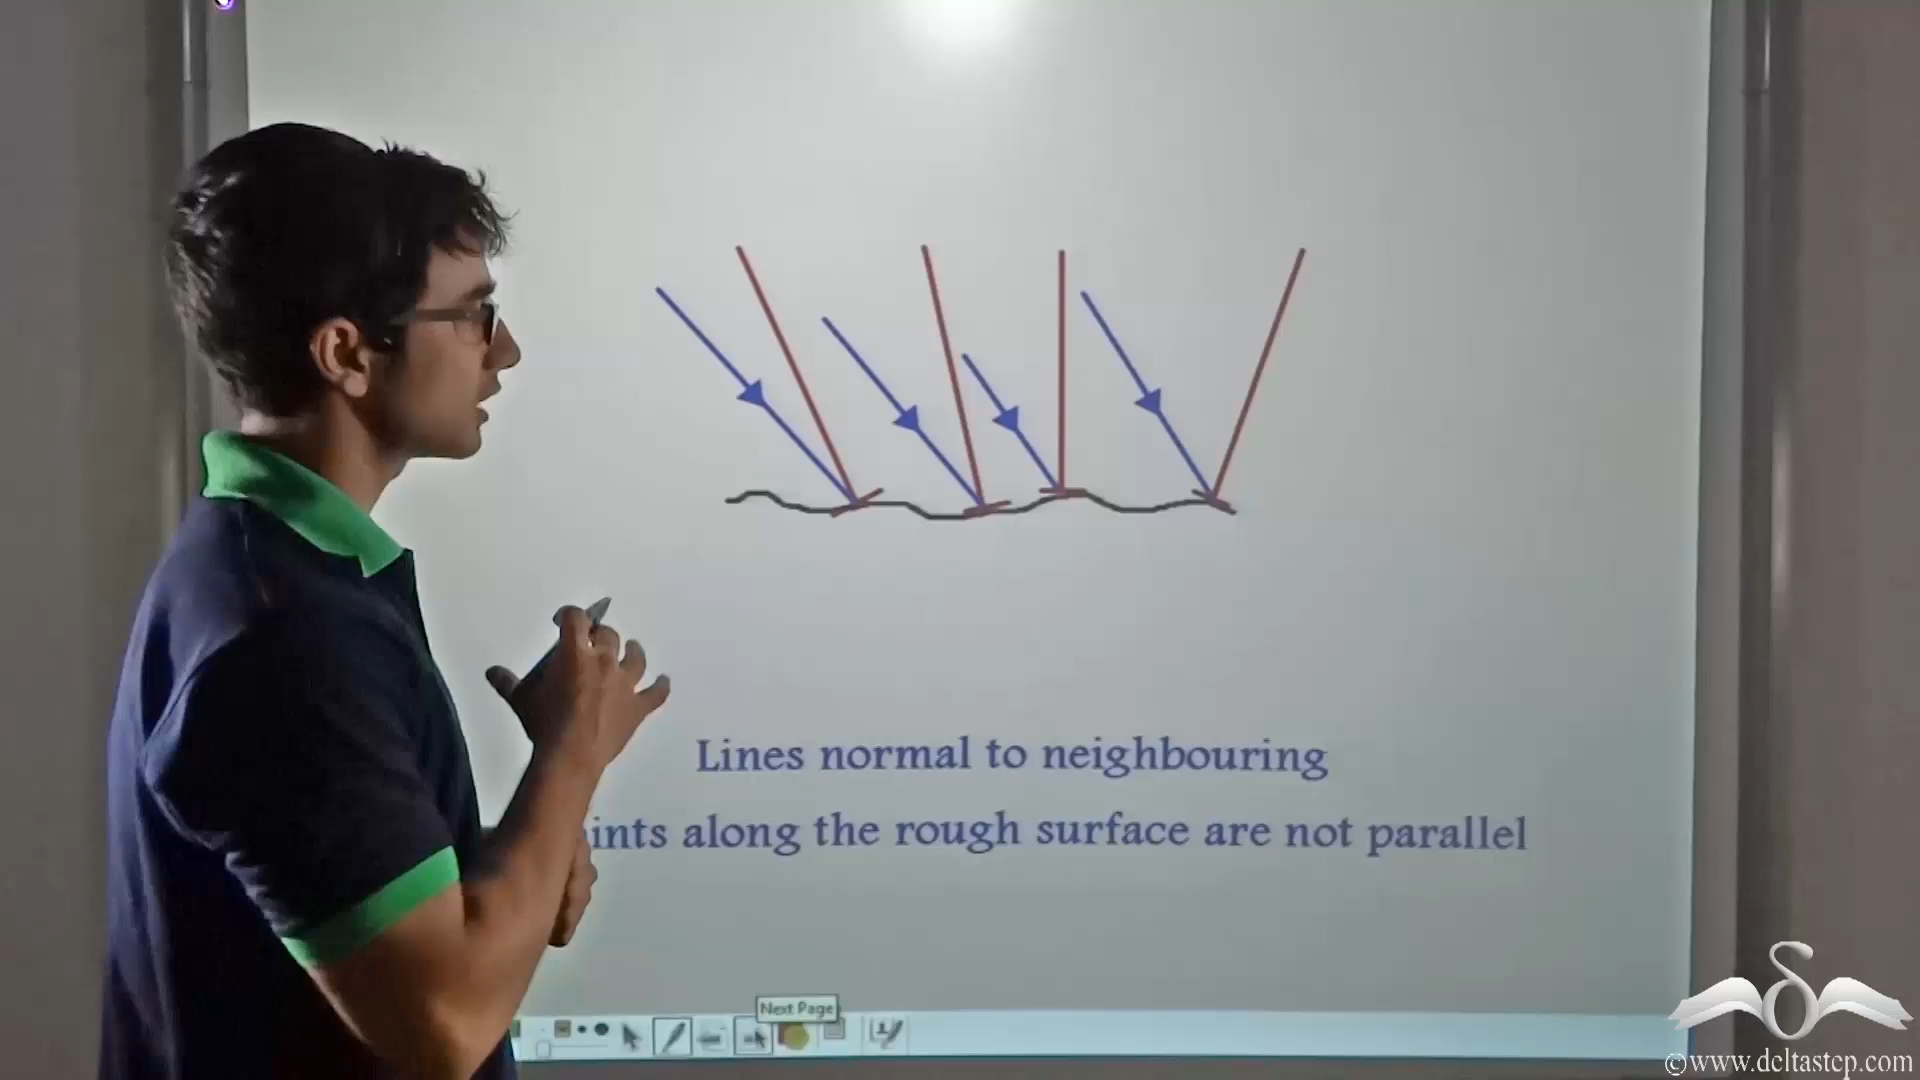 Lines normal to neighbouring
ints along the rough surface are not parallel
Next Page
©www.deltastep.com